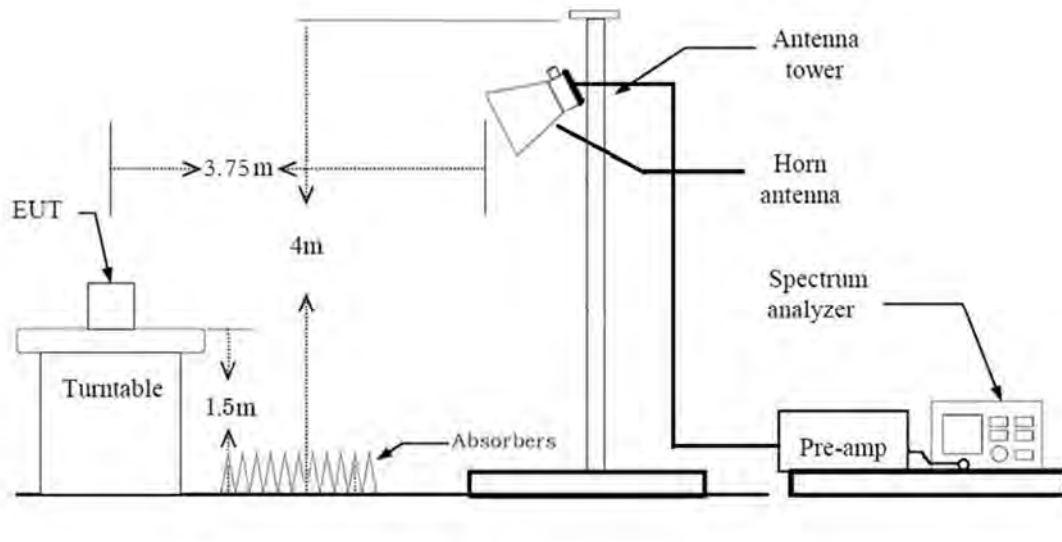 Antenna
tower
3.75m
Horn
antenna
EUT
4m
Spectrum
analyzer
Turntable
1.5m
Absorbers
Pre-amp